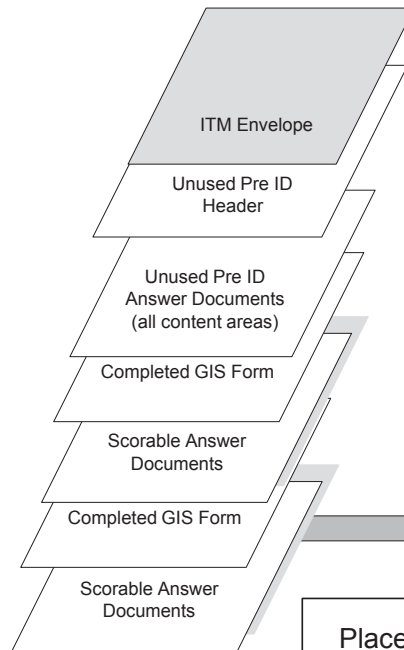 ITM Envelope
Unused Pre ID
Header
Unused Pre ID
Answer Documents
(all content areas)
Completed GIS Form
Scorable Answer
Documents
Completed GIS Form
Scorable Answer
Documents
Place